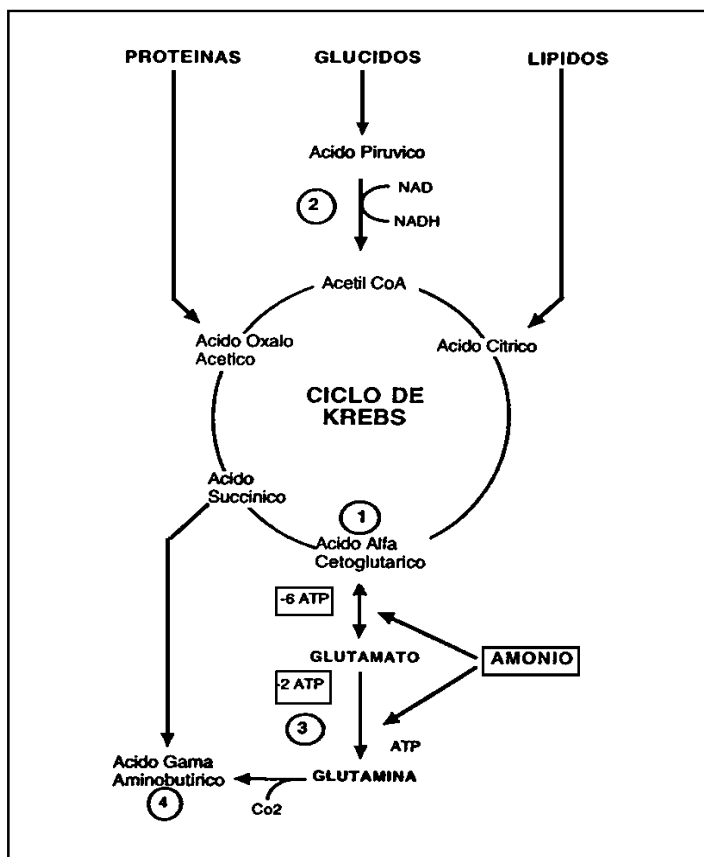 PROTEINAS GLUCIDOS LIPIDOS
Acido Piruvico
2
NAD
NADH
Acetil CoA
Acido Oxalo
Acetico
Acido Citrico
CICLO DE
KREBS
Acido
Succinico
1
Acido Alfa
Cetoglutarico
-6 ATP
GLUTAMATO
AMONIO
-2 ATP
3
ATP
Acido Gama
Aminobutirico
GLUTAMINA
4
Co2